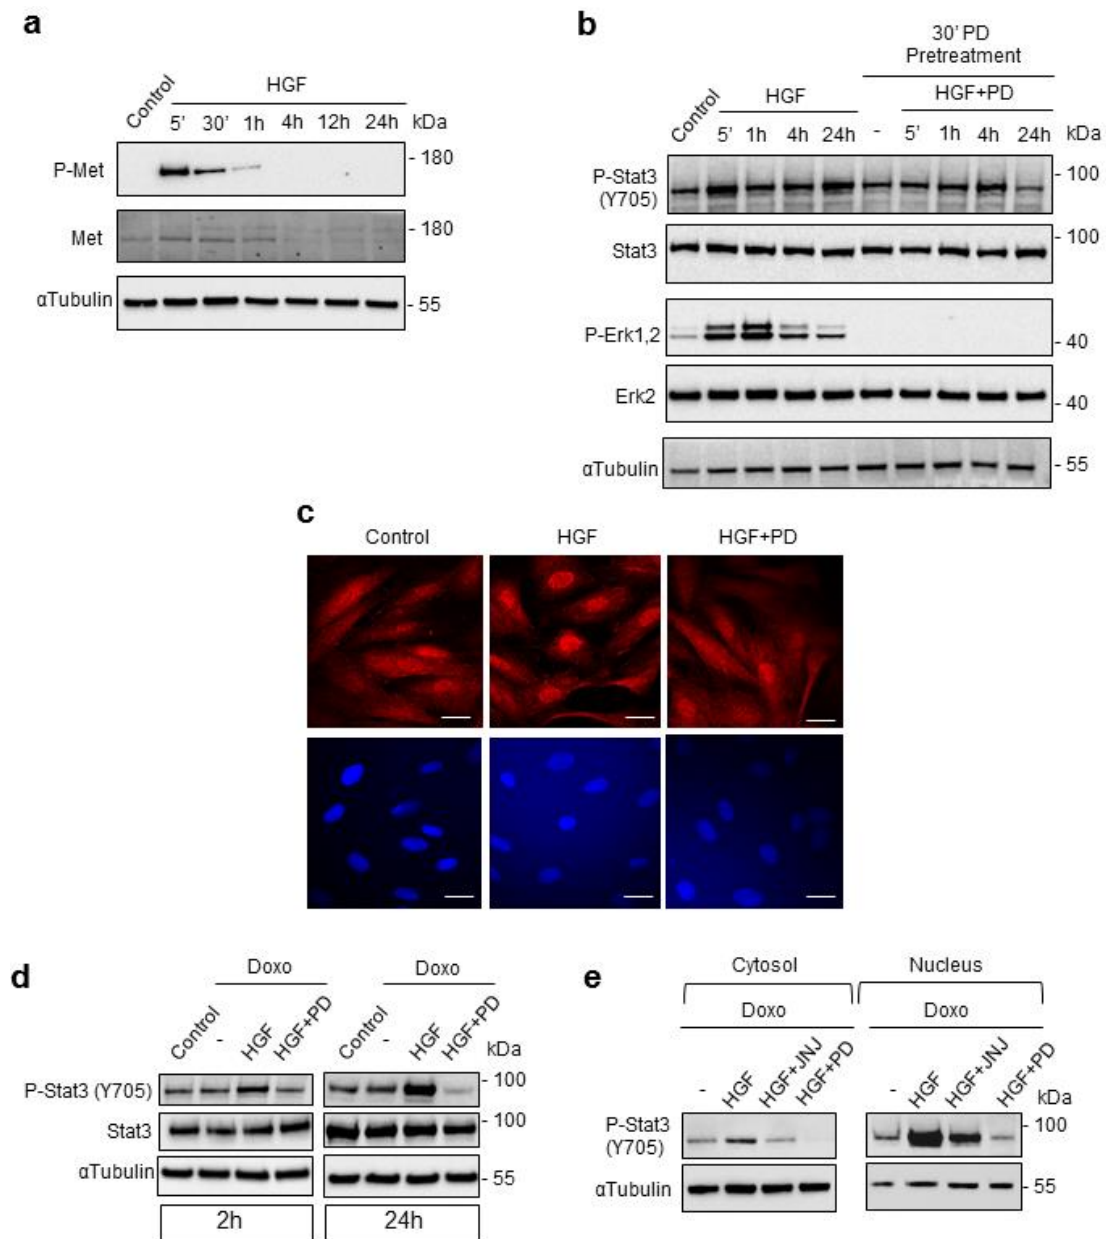 a
HGF
Control 5' 30' 1h 4h 12h 24h kDa
P-Met - 180
Met - 180
αTubulin - 55
b
30' PD
Pretreatment
HGF HGF+PD
Control 5' 1h 4h 24h - 5' 1h 4h 24h kDa
P-Stat3
(Y705)
- 100
Stat3 - 100
P-Erk1,2 - 40
Erk2 - 40
αTubulin - 55
c
Control HGF HGF+PD
d
Doxo Doxo
Control - HGF HGF+PD Control - HGF HGF+PD kDa
P-Stat3 (Y705) - 100
Stat3 - 100
αTubulin - 55
2h 24h
e
Cytosol Nucleus
Doxo Doxo
- HGF HGF+JNJ HGF+PD - HGF HGF+JNJ HGF+PD kDa
P-Stat3
(Y705)
- 100
αTubulin - 55